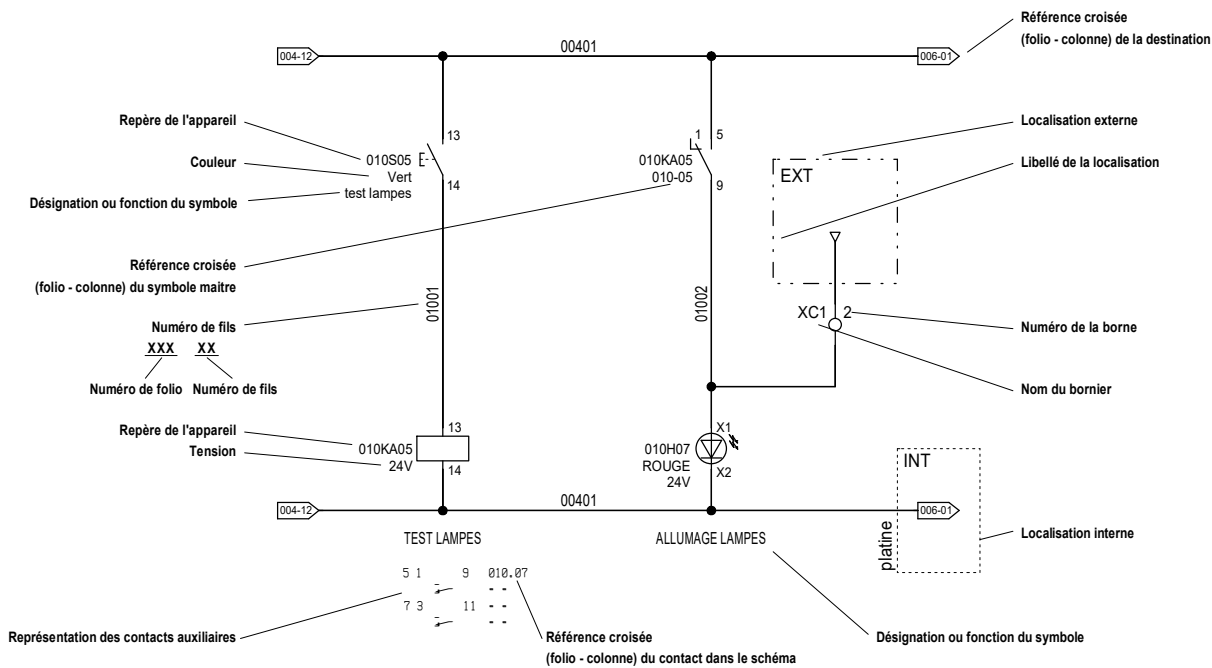 Référence croisée
(folio - colonne) de la destination
004-12
00401
006-01
Repère de l'appareil
13
1 5
Localisation externe
010S05
010KA05
Couleur
Vert
010-05
EXT
Libellé de la localisation
14
9
Désignation ou fonction du symbole
test lampes
Référence croisée
(folio - colonne) du symbole maitre
01001
01002
XC1 2
Numéro de fils
Numéro de la borne
XXX XX
Numéro de folio Numéro de fils
Nom du bornier
Repère de l'appareil
13
X1
010KA05
010H07
Tension
24V
ROUGE
14
X2
24V
INT
004-12
00401
006-01
platine
Localisation interne
TEST LAMPES
ALLUMAGE LAMPES
5 1 9 010.07
- -
7 3 11 - -
- -
Représentation des contacts auxiliaires
Référence croisée
(folio - colonne) du contact dans le schéma
Désignation ou fonction du symbole